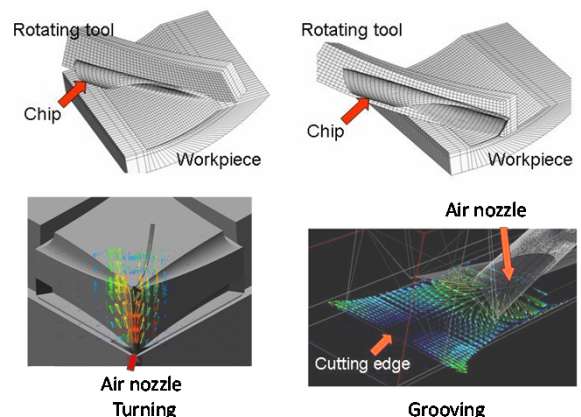 Rotating tool
Chip
Workpiece
Rotating tool
Chip
Workpiece
Air nozzle
Turning
Air nozzle
Cutting edge
Grooving